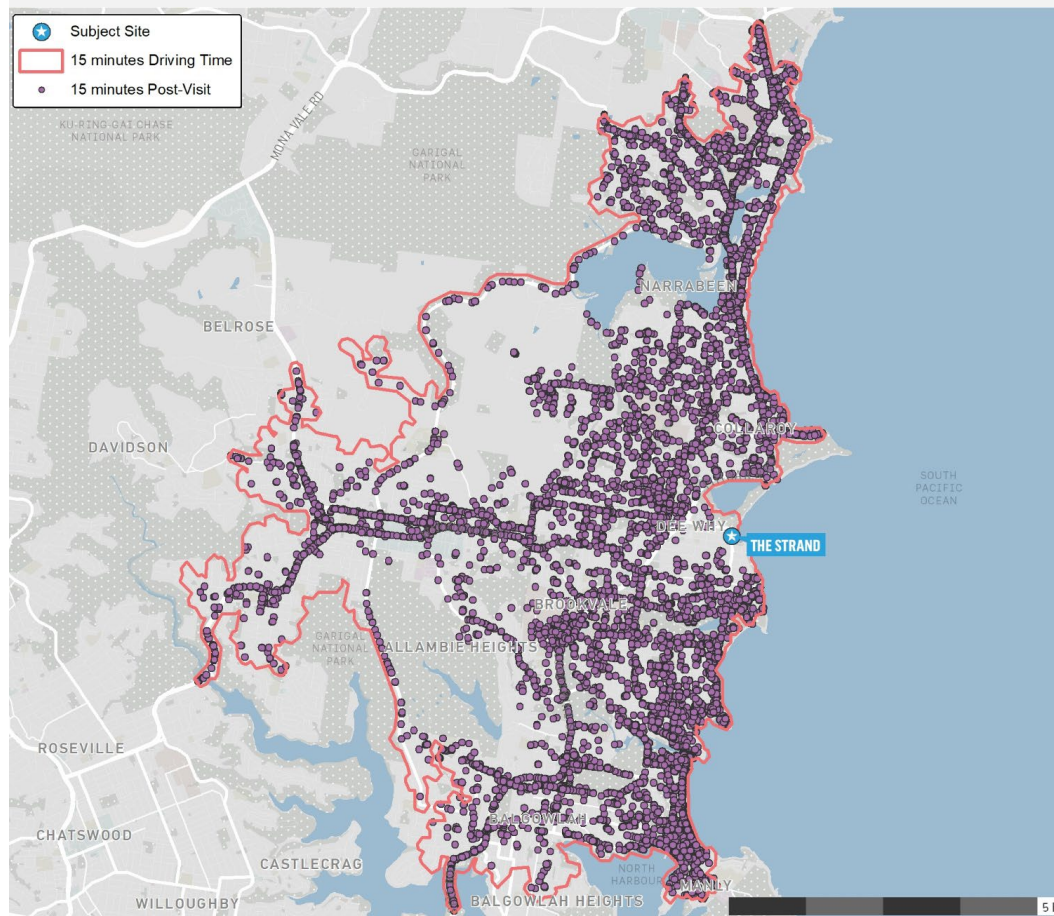 Subject Site
15 minutes Driving Time
15 minutes Post-Visit
KU-RING-GAI CHASE
NATIONAL PARK
MONA VALE RD
GARIGAL
NATIONAL
PARK
NARRABEEN
BELROSE
COLLAROY
DAVIDSON
SOUTH
PACIFIC
OCEAN
DEE WHY
THE STRAND
BROOKVALE
GARIGAL
NATIONAL
PARK
ALLAMBIE HEIGHTS
ROSEVILLE
BALGOWLAH
CHATSWOOD
CASTLECRAG
NORTH
HARBOUR
MANLY
WILLOUGHBY
BALGOWLAH HEIGHTS
5